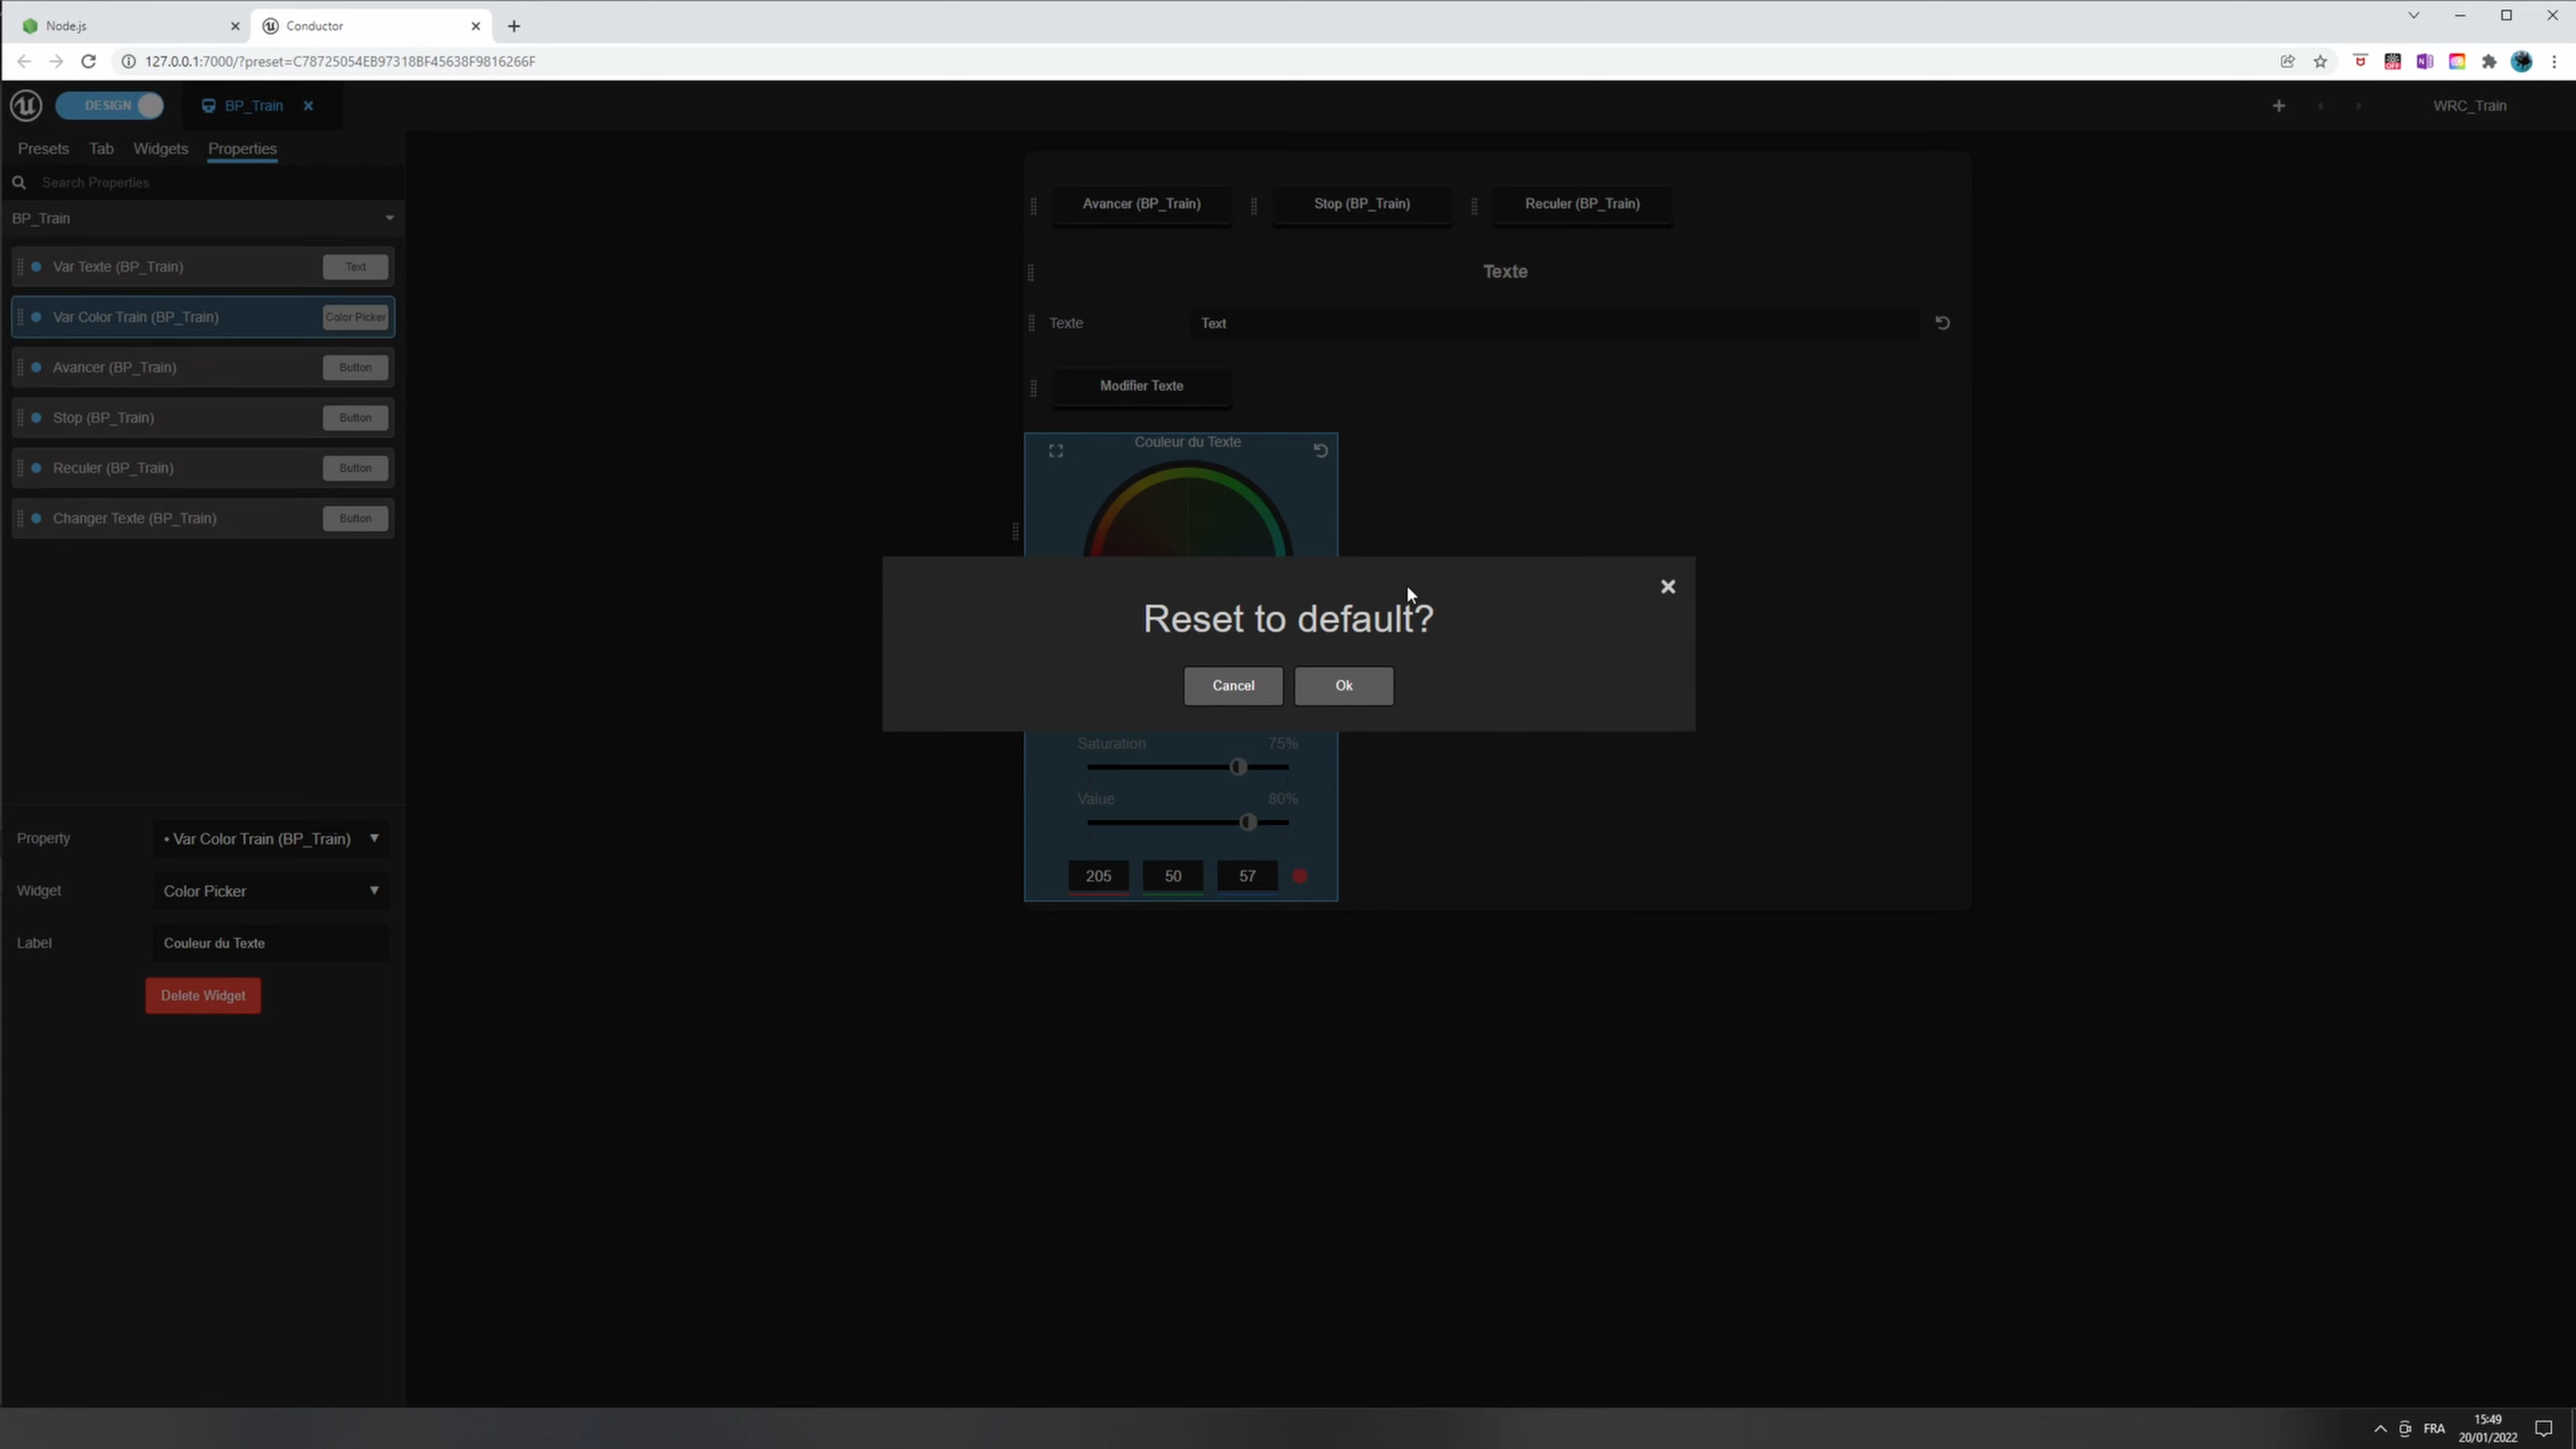 Node.js
Conductor
127.0.0.1:7000/?preset=C78725054EB97318BF45638F9816266F
DESIGN
BP_Train
WRC_Train
Presets Tab Widgets Properties
Search Properties
BP_Train
Var Texte (BP_Train) Text
Var Color Train (BP_Train) Color Picker
Avancer (BP_Train) Button
Stop (BP_Train) Button
Reculer (BP_Train) Button
Changer Texte (BP_Train) Button
Property • Var Color Train (BP_Train)
Widget Color Picker
Label Couleur du Texte
Delete Widget
Avancer (BP_Train) Stop (BP_Train) Reculer (BP_Train)
Texte
Texte Text
Modifier Texte
Couleur du Texte
Reset to default?
Cancel Ok
Saturation 75%
Value 80%
205 50 57
FRA
15:49
20/01/2022